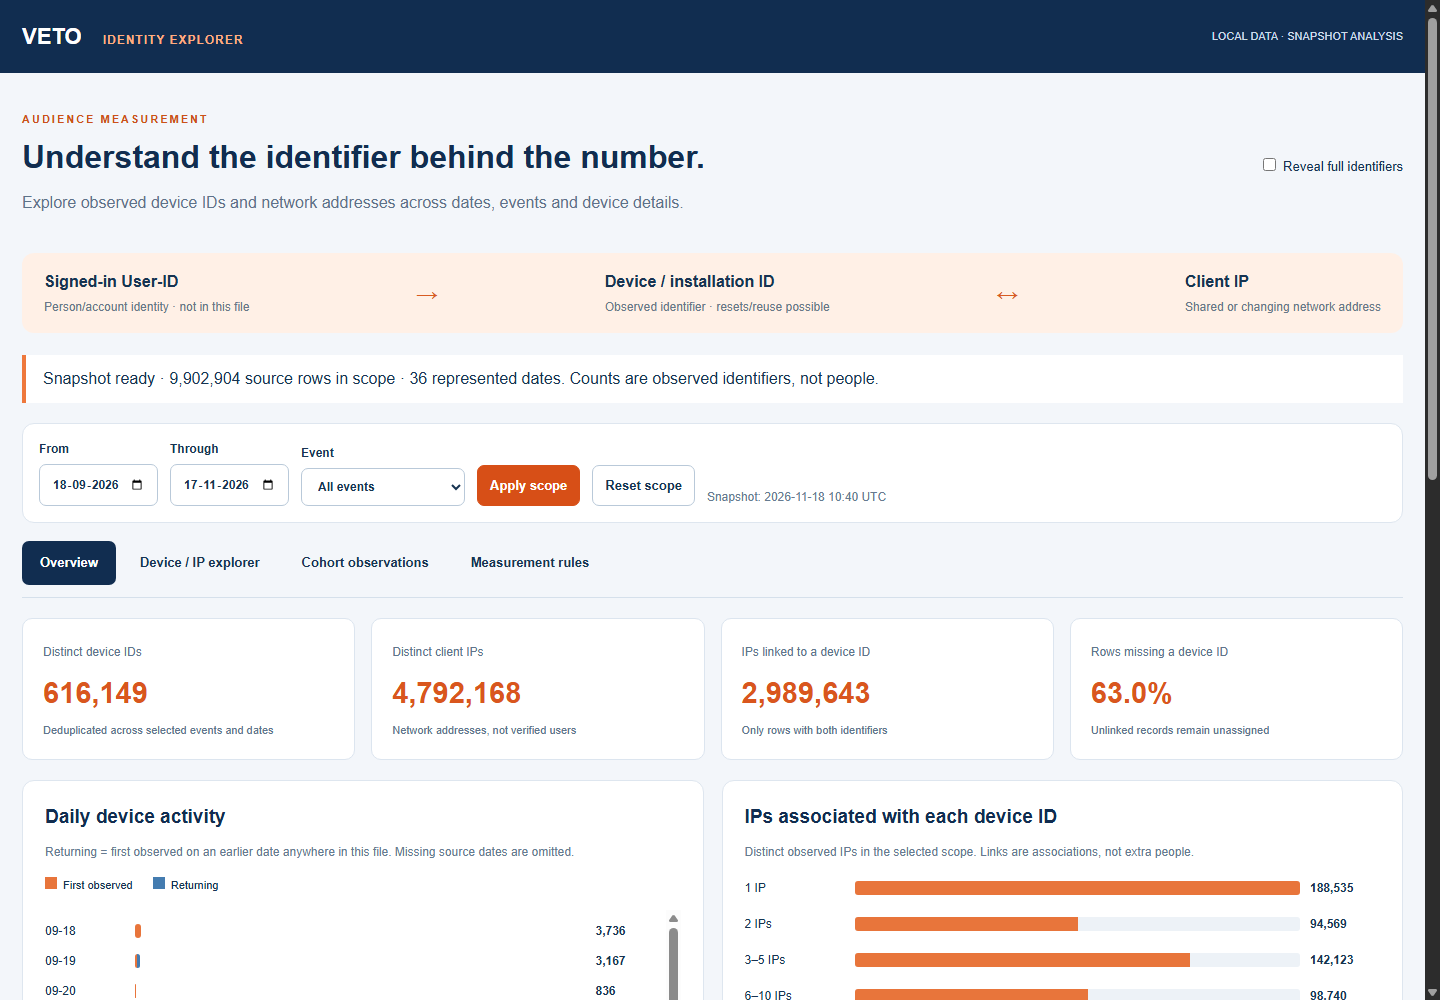 VETO IDENTITY EXPLORER
LOCAL DATA · SNAPSHOT ANALYSIS
AUDIENCE MEASUREMENT
Understand the identifier behind the number.
Reveal full identifiers
Explore observed device IDs and network addresses across dates, events and device details.
Signed-in User-ID
Person/account identity · not in this file
→
Device / installation ID
Observed identifier · resets/reuse possible
↔
Client IP
Shared or changing network address
Snapshot ready · 9,902,904 source rows in scope · 36 represented dates. Counts are observed identifiers, not people.
From
18-09-2026
Through
17-11-2026
Event
All events
Apply scope
Reset scope
Snapshot: 2026-11-18 10:40 UTC
Overview
Device / IP explorer
Cohort observations
Measurement rules
Distinct device IDs
616,149
Deduplicated across selected events and dates
Distinct client IPs
4,792,168
Network addresses, not verified users
IPs linked to a device ID
2,989,643
Only rows with both identifiers
Rows missing a device ID
63.0%
Unlinked records remain unassigned
Daily device activity
Returning = first observed on an earlier date anywhere in this file. Missing source dates are omitted.
First observed
Returning
09-18 3,736
09-19 3,167
09-20 836
IPs associated with each device ID
Distinct observed IPs in the selected scope. Links are associations, not extra people.
1 IP 188,535
2 IPs 94,569
3–5 IPs 142,123
6–10 IPs 98,740